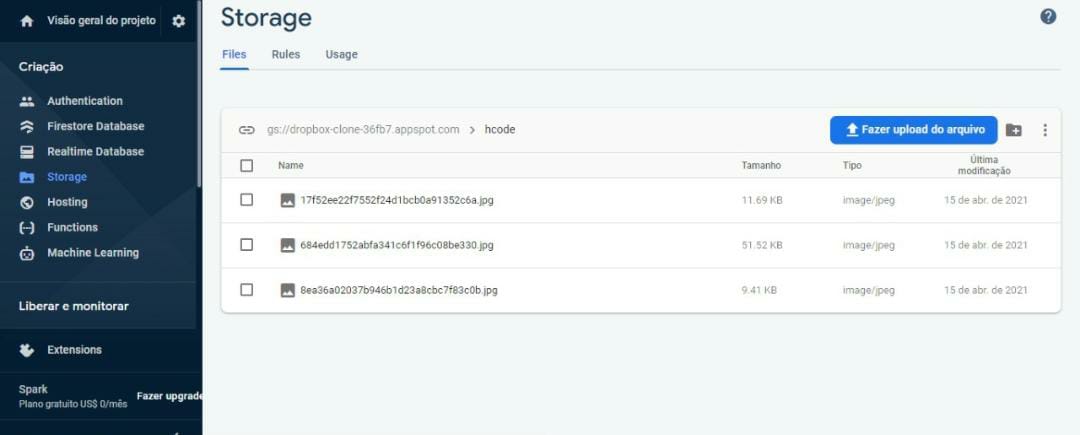 Visão geral do projeto
Criação
Authentication
Firestore Database
Realtime Database
Storage
Hosting
Functions
Machine Learning
Liberar e monitorar
Extensions
Spark
Plano gratuito US$ 0/mês
Fazer upgrade
Storage
Files Rules Usage
gs://dropbox-clone-36fb7.appspot.com > hcode
Fazer upload do arquivo
Name Tamanho Tipo Última
modificação
17f52ee22f7552f24d1bcb0a91352c6a.jpg 11.69 KB image/jpeg 15 de abr. de 2021
684edd1752abfa341c6f1f96c08be330.jpg 51.52 KB image/jpeg 15 de abr. de 2021
8ea36a02037b946b1d23a8cbc7f83c0b.jpg 9.41 KB image/jpeg 15 de abr. de 2021